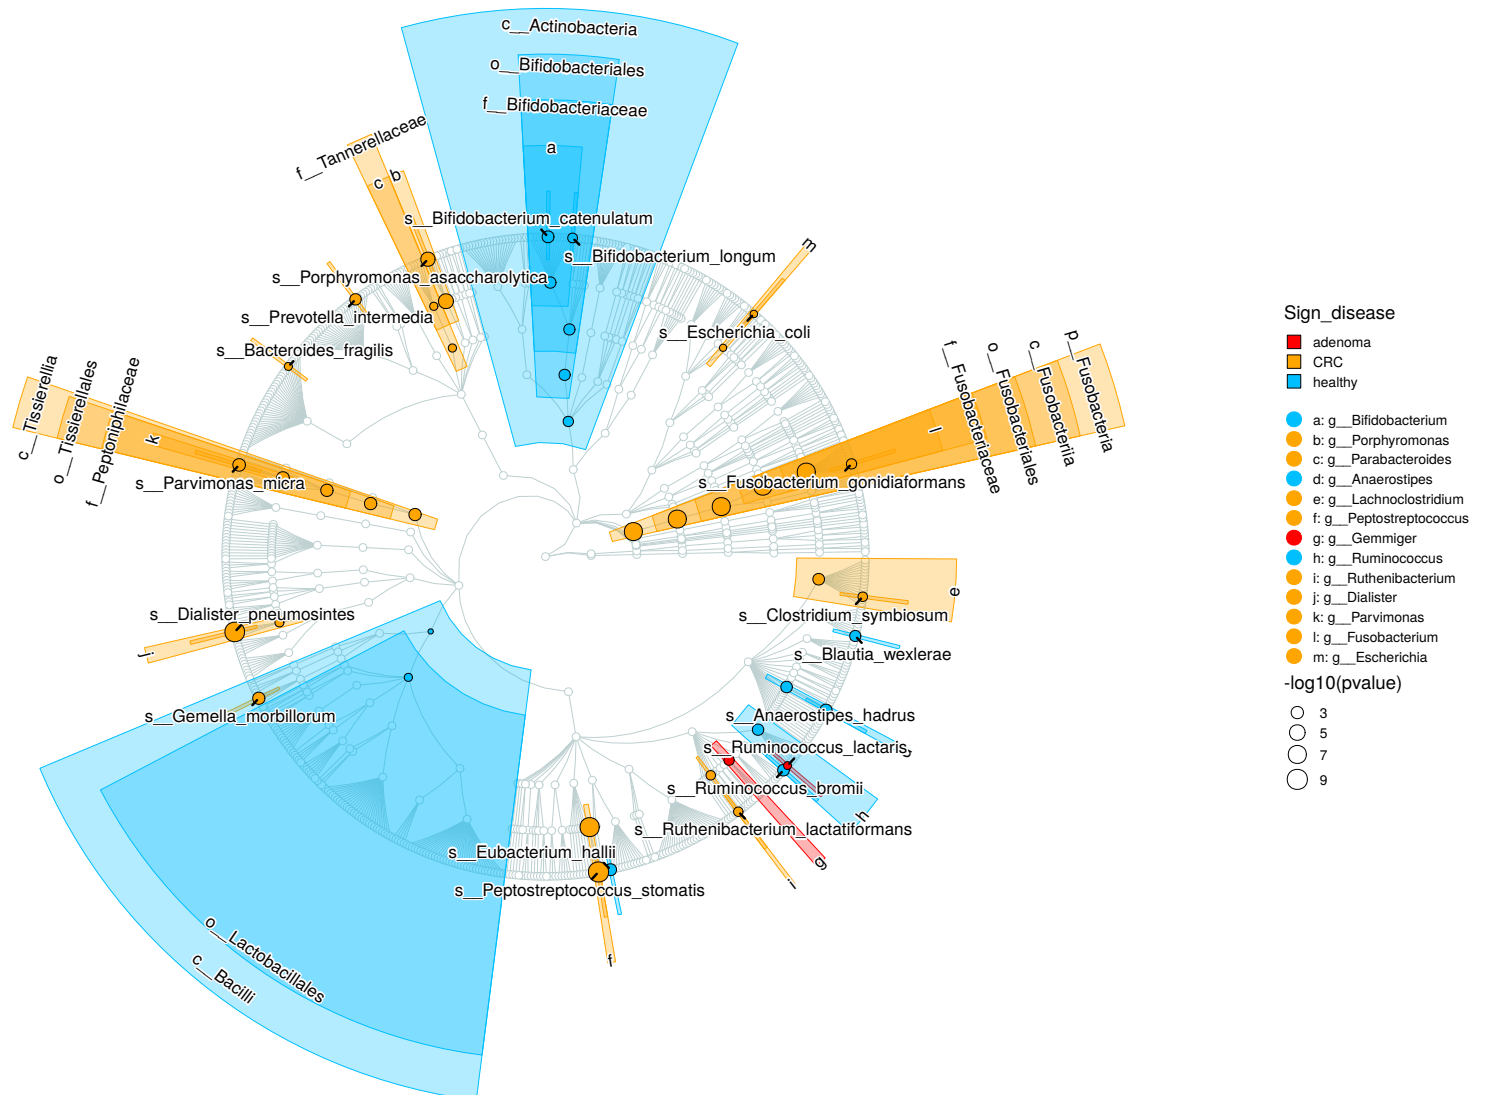 c__Actinobacteria
o__Bifidobacteriales
f__Bifidobacteriaceae
a
f__Tannerellaceae
c
b
s__Bifidobacterium_catenulatum
s__Bifidobacterium_longum
m
s__Porphyromonas_asaccharolytica
s__Prevotella_intermedia
s__Escherichia_coli
s__Bacteroides_fragilis
c__Tissierellia
o__Tissierellales
f__Peptoniphilaceae
k
s__Parvimonas_micra
l
f__Fusobacteriaceae
o__Fusobacteriales
c__Fusobacteriia
p__Fusobacteria
s__Fusobacterium_gonidiaformans
e
s__Clostridium_symbiosum
s__Dialister_pneumosintes
j
s__Blautia_wexlerae
s__Gemella_morbillorum
s__Anaerostipes_hadrus
s__Ruminococcus_lactaris
s__Ruminococcus_bromii
h
s__Ruthenibacterium_lactatiformans
s__Eubacterium_hallii
g
i
s__Peptostreptococcus_stomatis
f
o__Lactobacillales
c__Bacilli
Sign_disease
adenoma
CRC
healthy
a: g__Bifidobacterium
b: g__Porphyromonas
c: g__Parabacteroides
d: g__Anaerostipes
e: g__Lachnoclostridium
f: g__Peptostreptococcus
g: g__Gemmiger
h: g__Ruminococcus
i: g__Ruthenibacterium
j: g__Dialister
k: g__Parvimonas
l: g__Fusobacterium
m: g__Escherichia
-log10(pvalue)
3
5
7
9